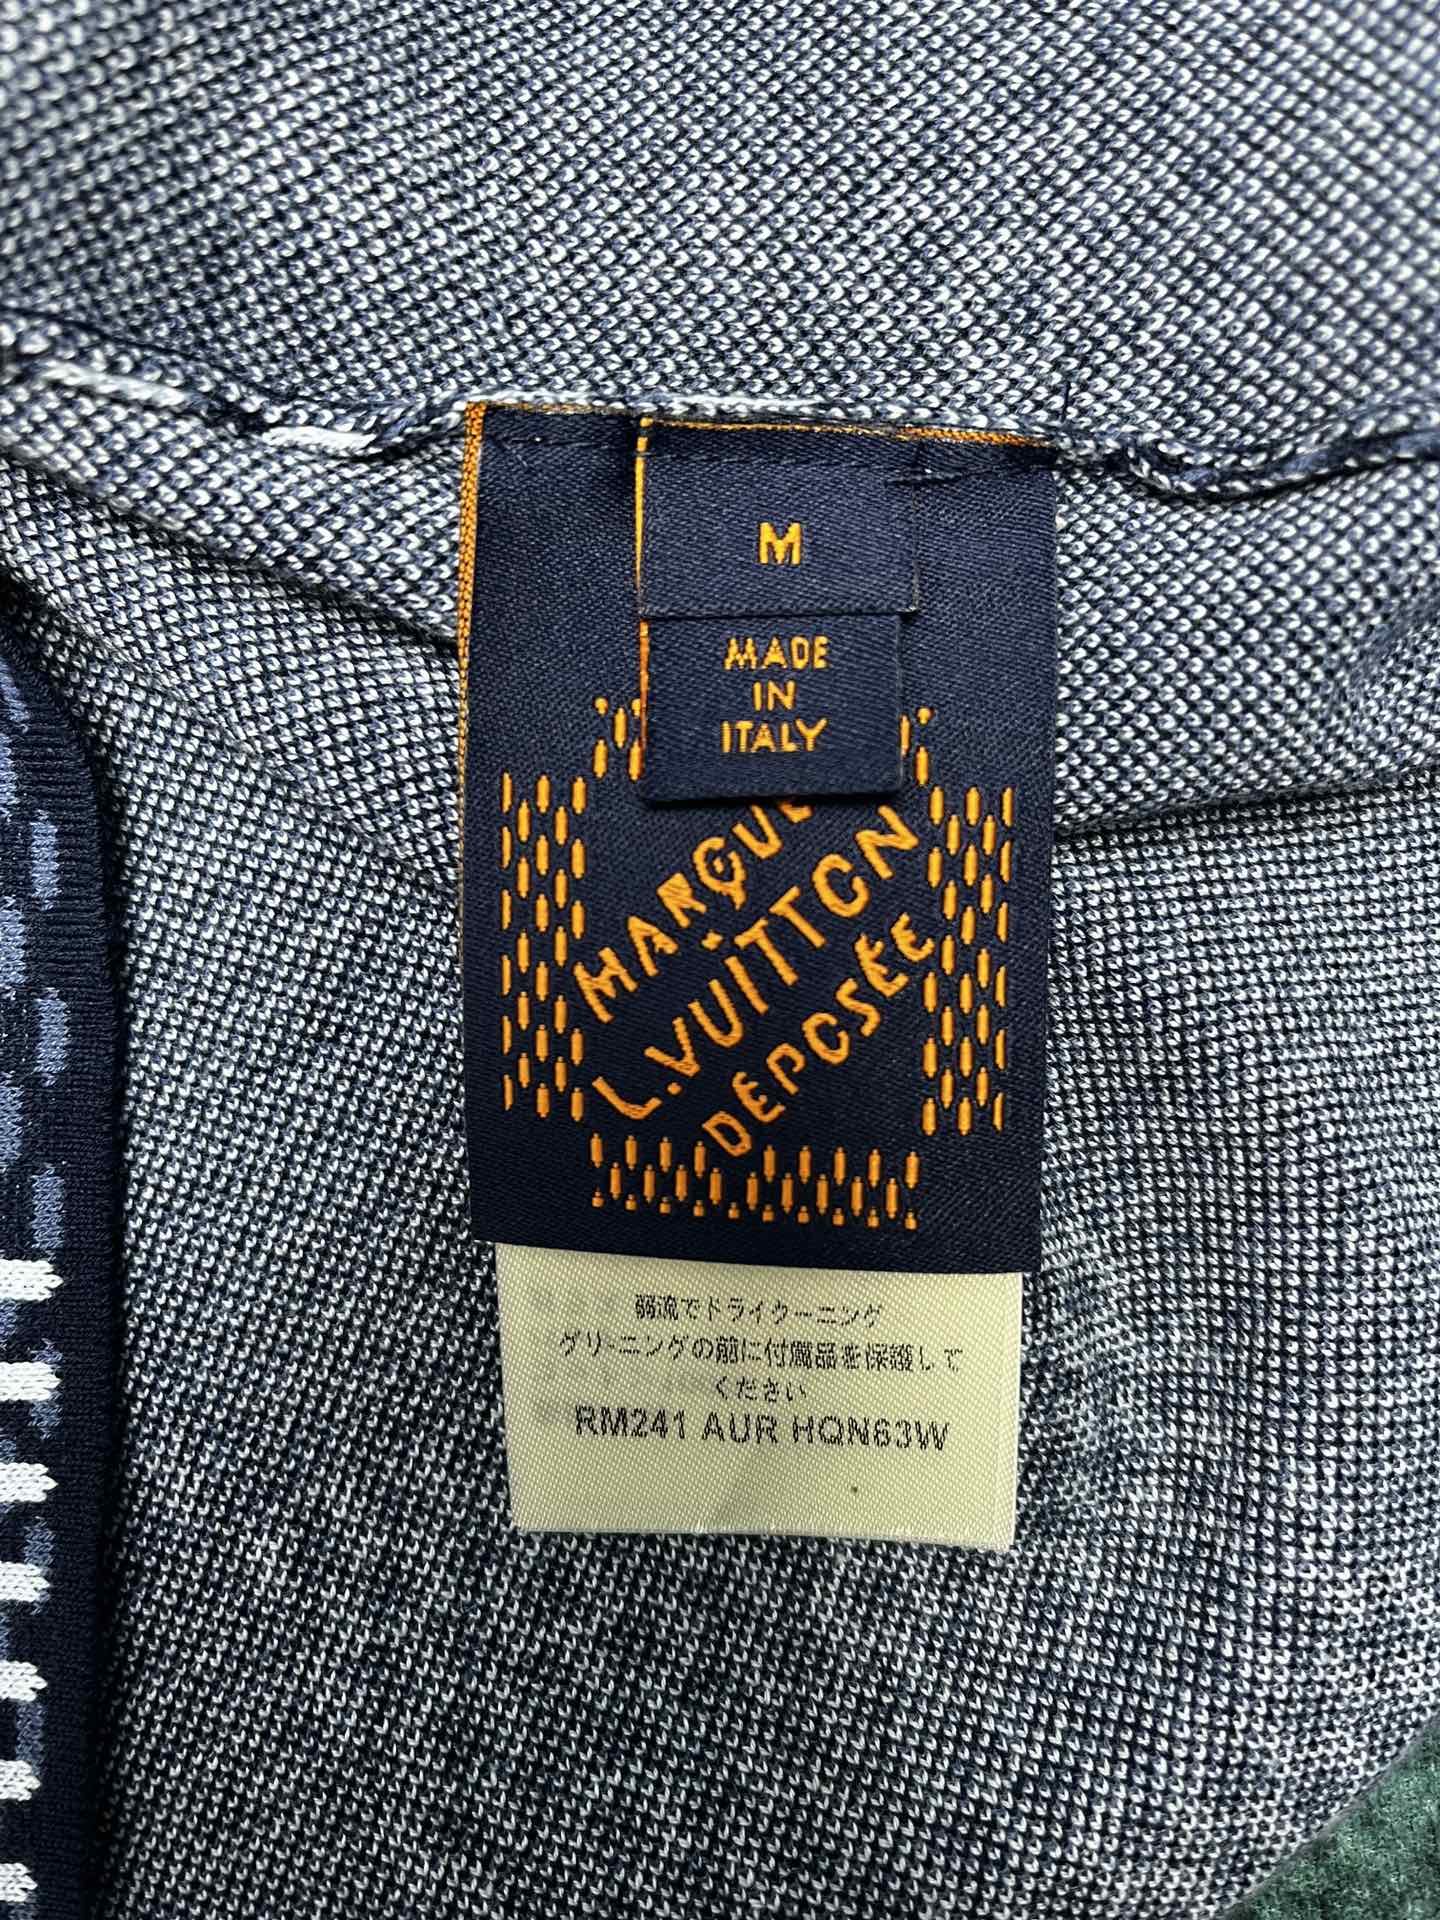 M
MADE
IN
ITALY
MARQUE
L.VUITTON
DÉPOSÉE
弱流でドライクーニング
グリーニングの前に付属品を保護して
ください
RM241 AUR HQN63W